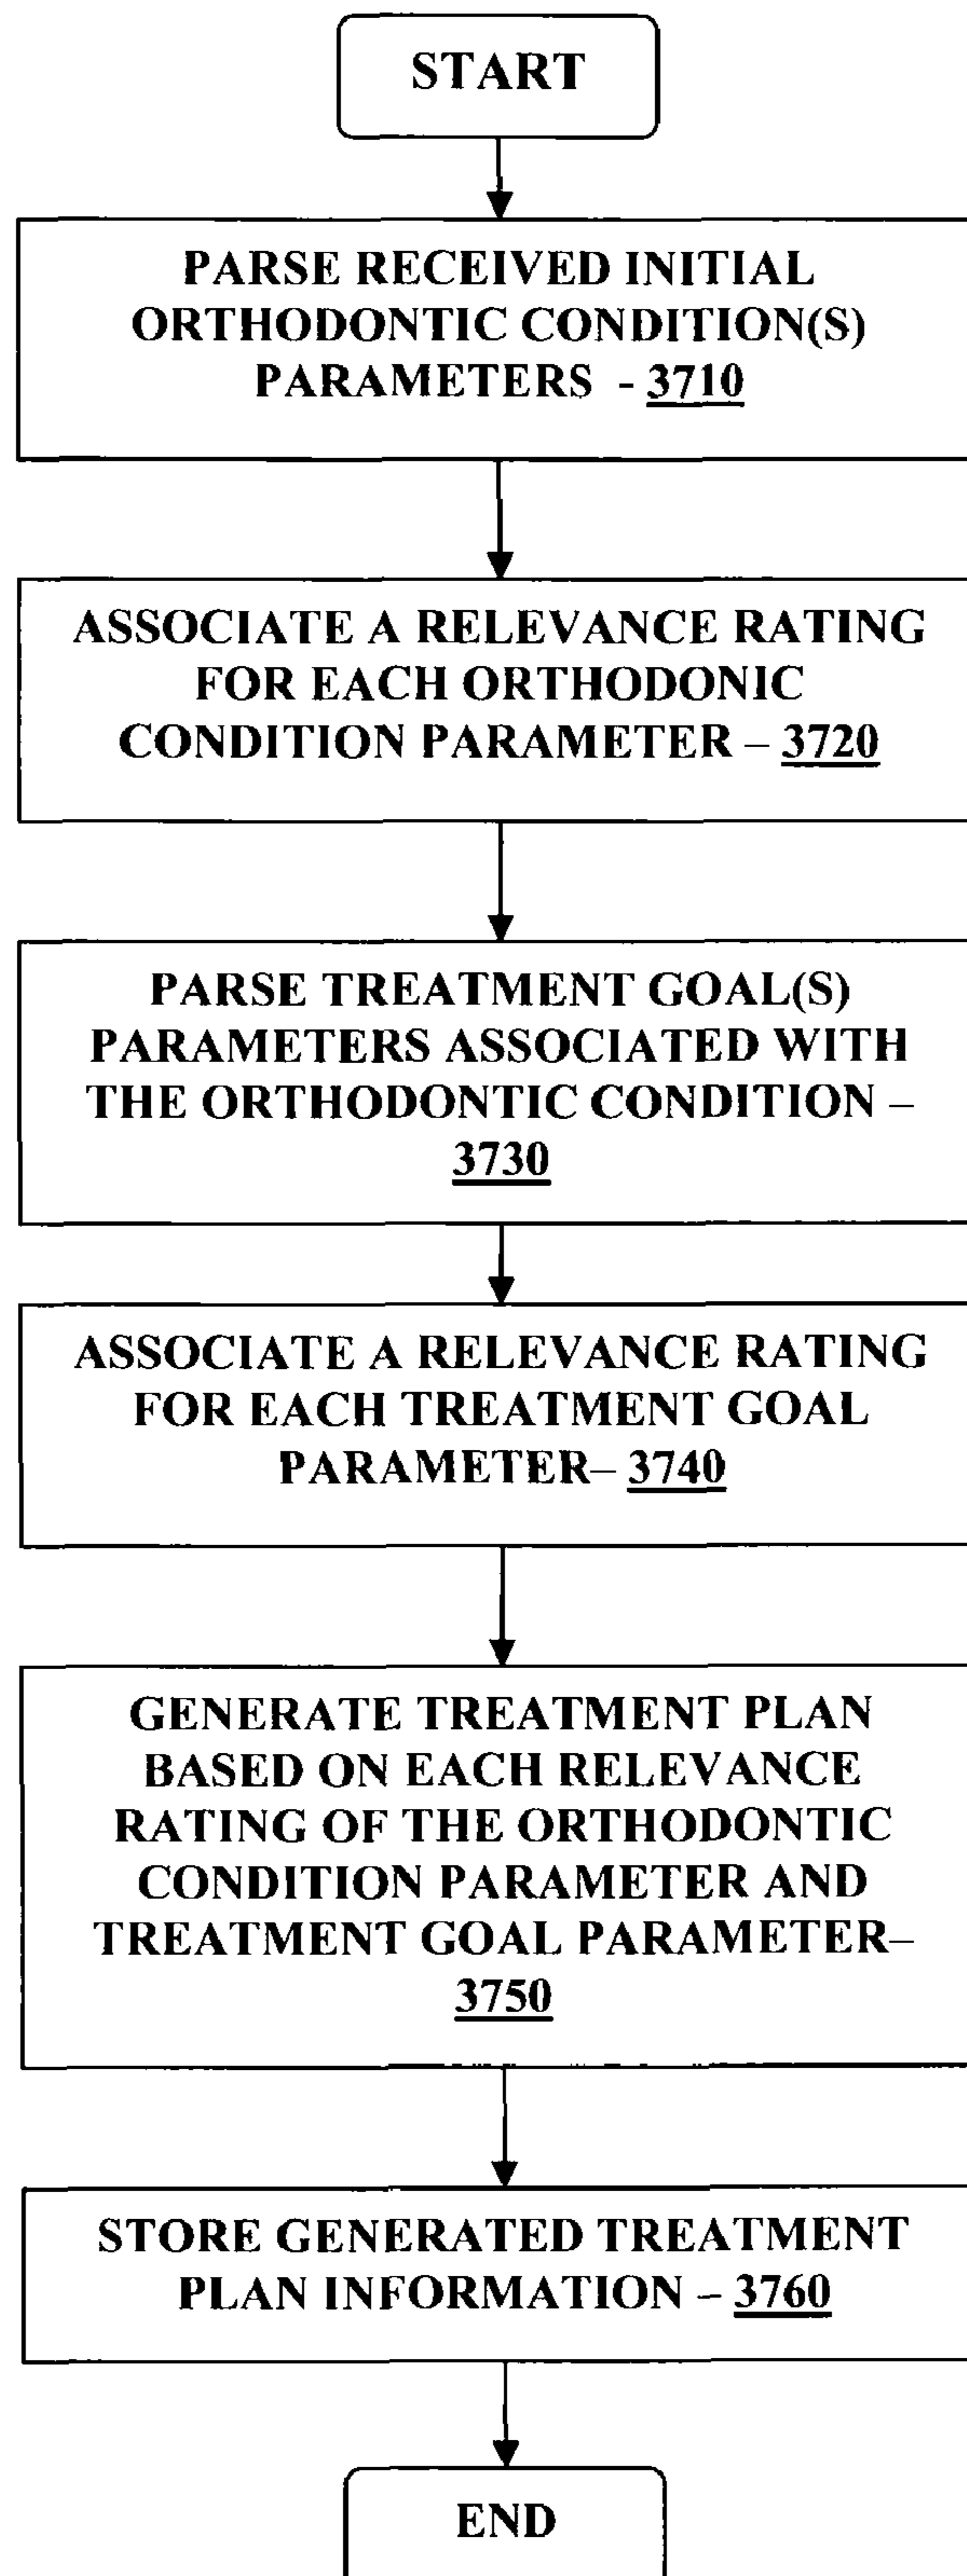 START
PARSE RECEIVED INITIAL
ORTHODONTIC CONDITION(S)
PARAMETERS - 3710
ASSOCIATE A RELEVANCE RATING
FOR EACH ORTHODONIC
CONDITION PARAMETER – 3720
PARSE TREATMENT GOAL(S)
PARAMETERS ASSOCIATED WITH
THE ORTHODONTIC CONDITION –
3730
ASSOCIATE A RELEVANCE RATING
FOR EACH TREATMENT GOAL
PARAMETER– 3740
GENERATE TREATMENT PLAN
BASED ON EACH RELEVANCE
RATING OF THE ORTHODONTIC
CONDITION PARAMETER AND
TREATMENT GOAL PARAMETER–
3750
STORE GENERATED TREATMENT
PLAN INFORMATION – 3760
END